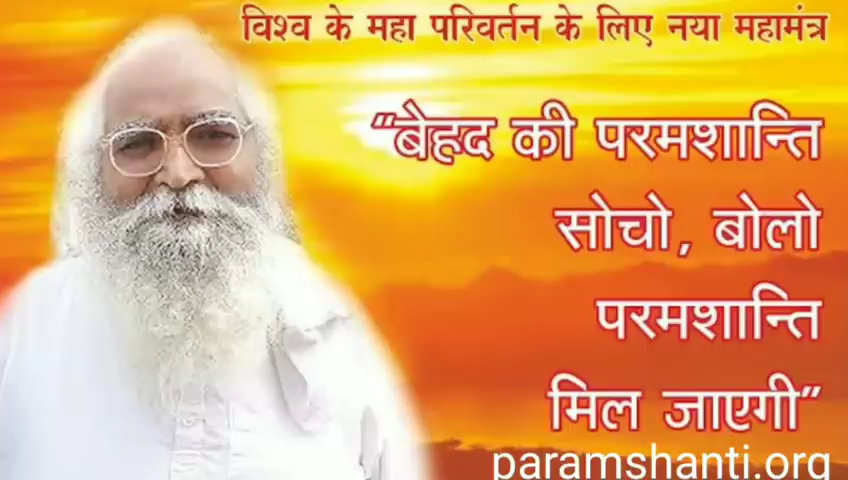 विश्व के महा परिवर्तन के लिए नया महामंत्र
“बेहद की परमशान्ति
सोचो, बोलो
परमशान्ति
मिल जाएगी”
paramshanti.org